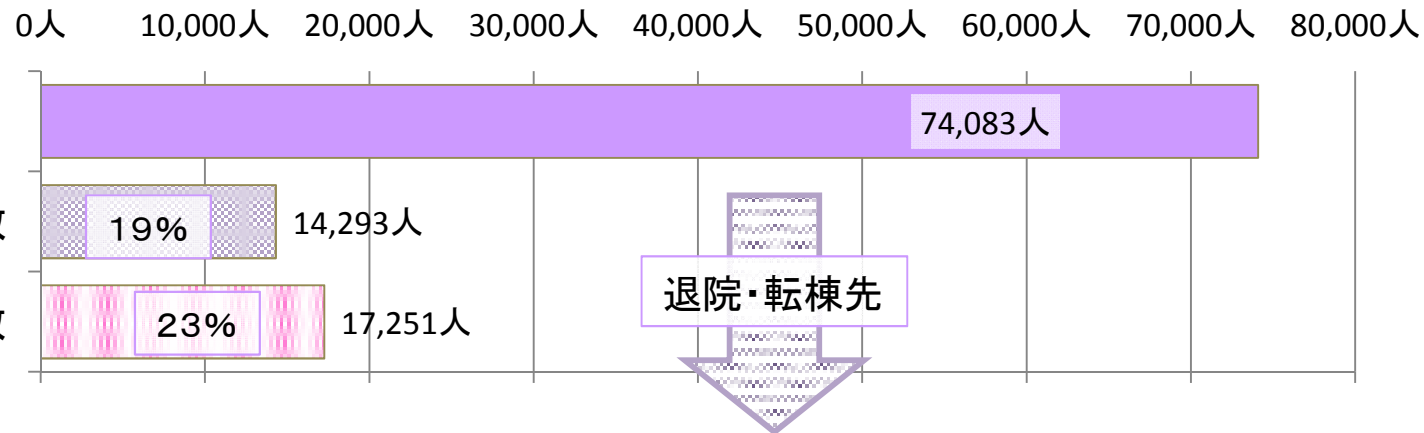 0人 10,000人 20,000人 30,000人 40,000人 50,000人 60,000人 70,000人 80,000人
74,083人
数 19% 14,293人
退院・転棟先
数 23% 17,251人